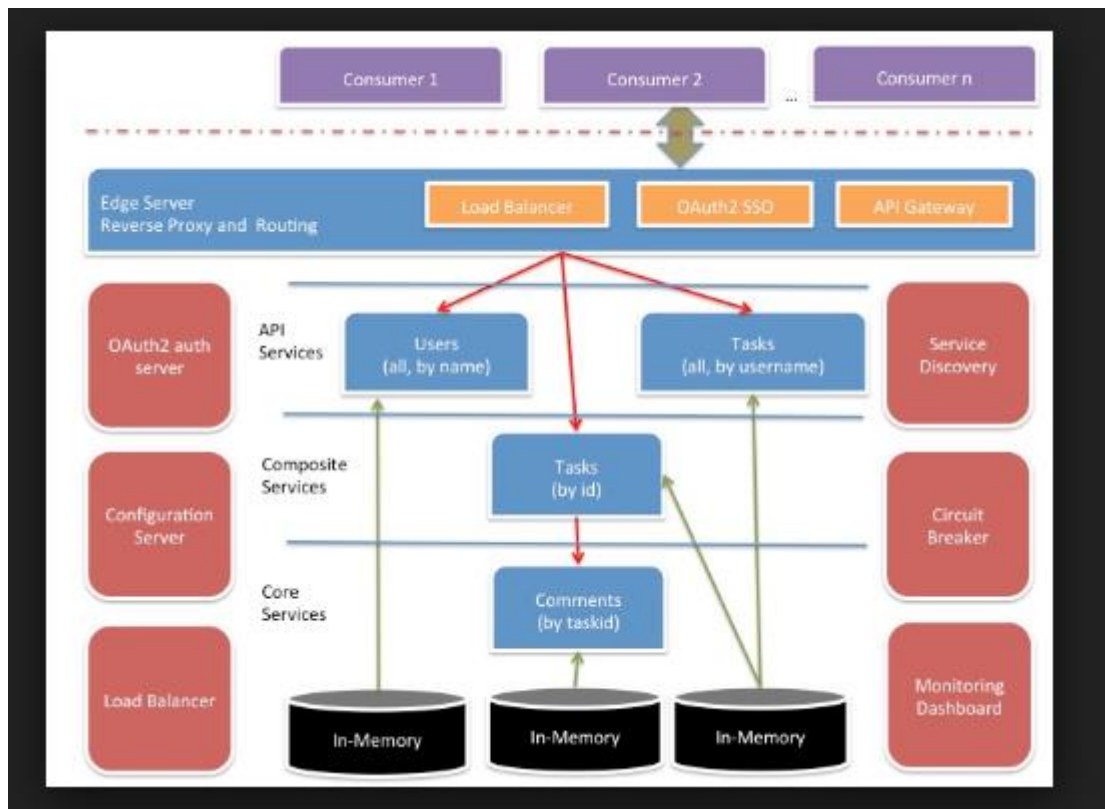 Consumer 1
Consumer 2
...
Consumer n
Edge Server
Reverse Proxy and Routing
Load Balancer
OAuth2 SSO
API Gateway
OAuth2 auth
server
API
Services
Users
(all, by name)
Tasks
(all, by username)
Service
Discovery
Configuration
Server
Composite
Services
Tasks
(by id)
Circuit
Breaker
Core
Services
Comments
(by taskid)
Load Balancer
In-Memory
In-Memory
In-Memory
Monitoring
Dashboard